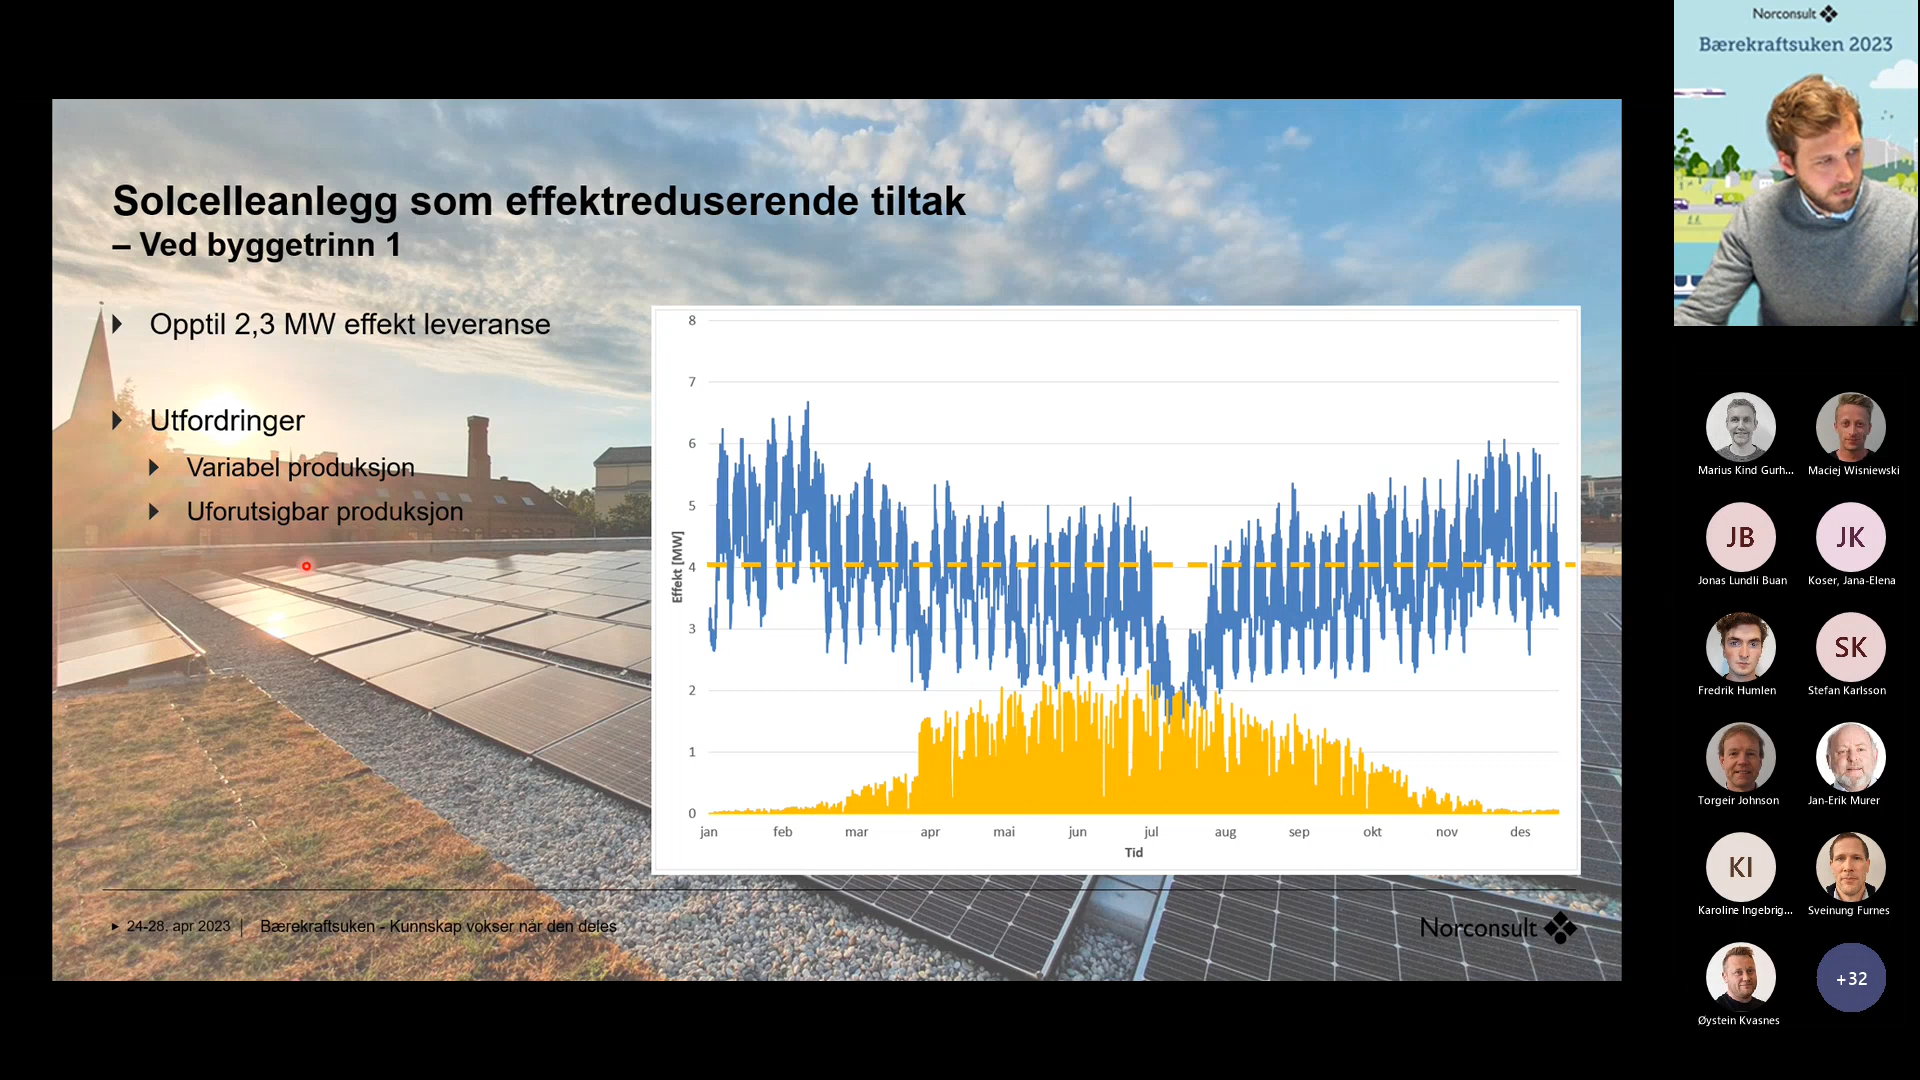 Norconsult
Bærekraftsuken 2023
Solcelleanlegg som effektreduserende tiltak
– Ved byggetrinn 1
Opptil 2,3 MW effekt leveranse
Utfordringer
Variabel produksjon
Uforutsigbar produksjon
8
7
6
5
4
3
2
1
0
Effekt [MW]
jan feb mar apr mai jun jul aug sep okt nov des
Tid
24-28. apr 2023 | Bærekraftsuken - Kunnskap vokser når den deles
Norconsult
Marius Kind Gurh...
Maciej Wisniewski
JB
JK
Jonas Lundli Buan
Koser, Jana-Elena
SK
Fredrik Humlen
Stefan Karlsson
Torgeir Johnson
Jan-Erik Murer
KI
Karoline Ingebrig...
Sveinung Furnes
+32
Øystein Kvasnes